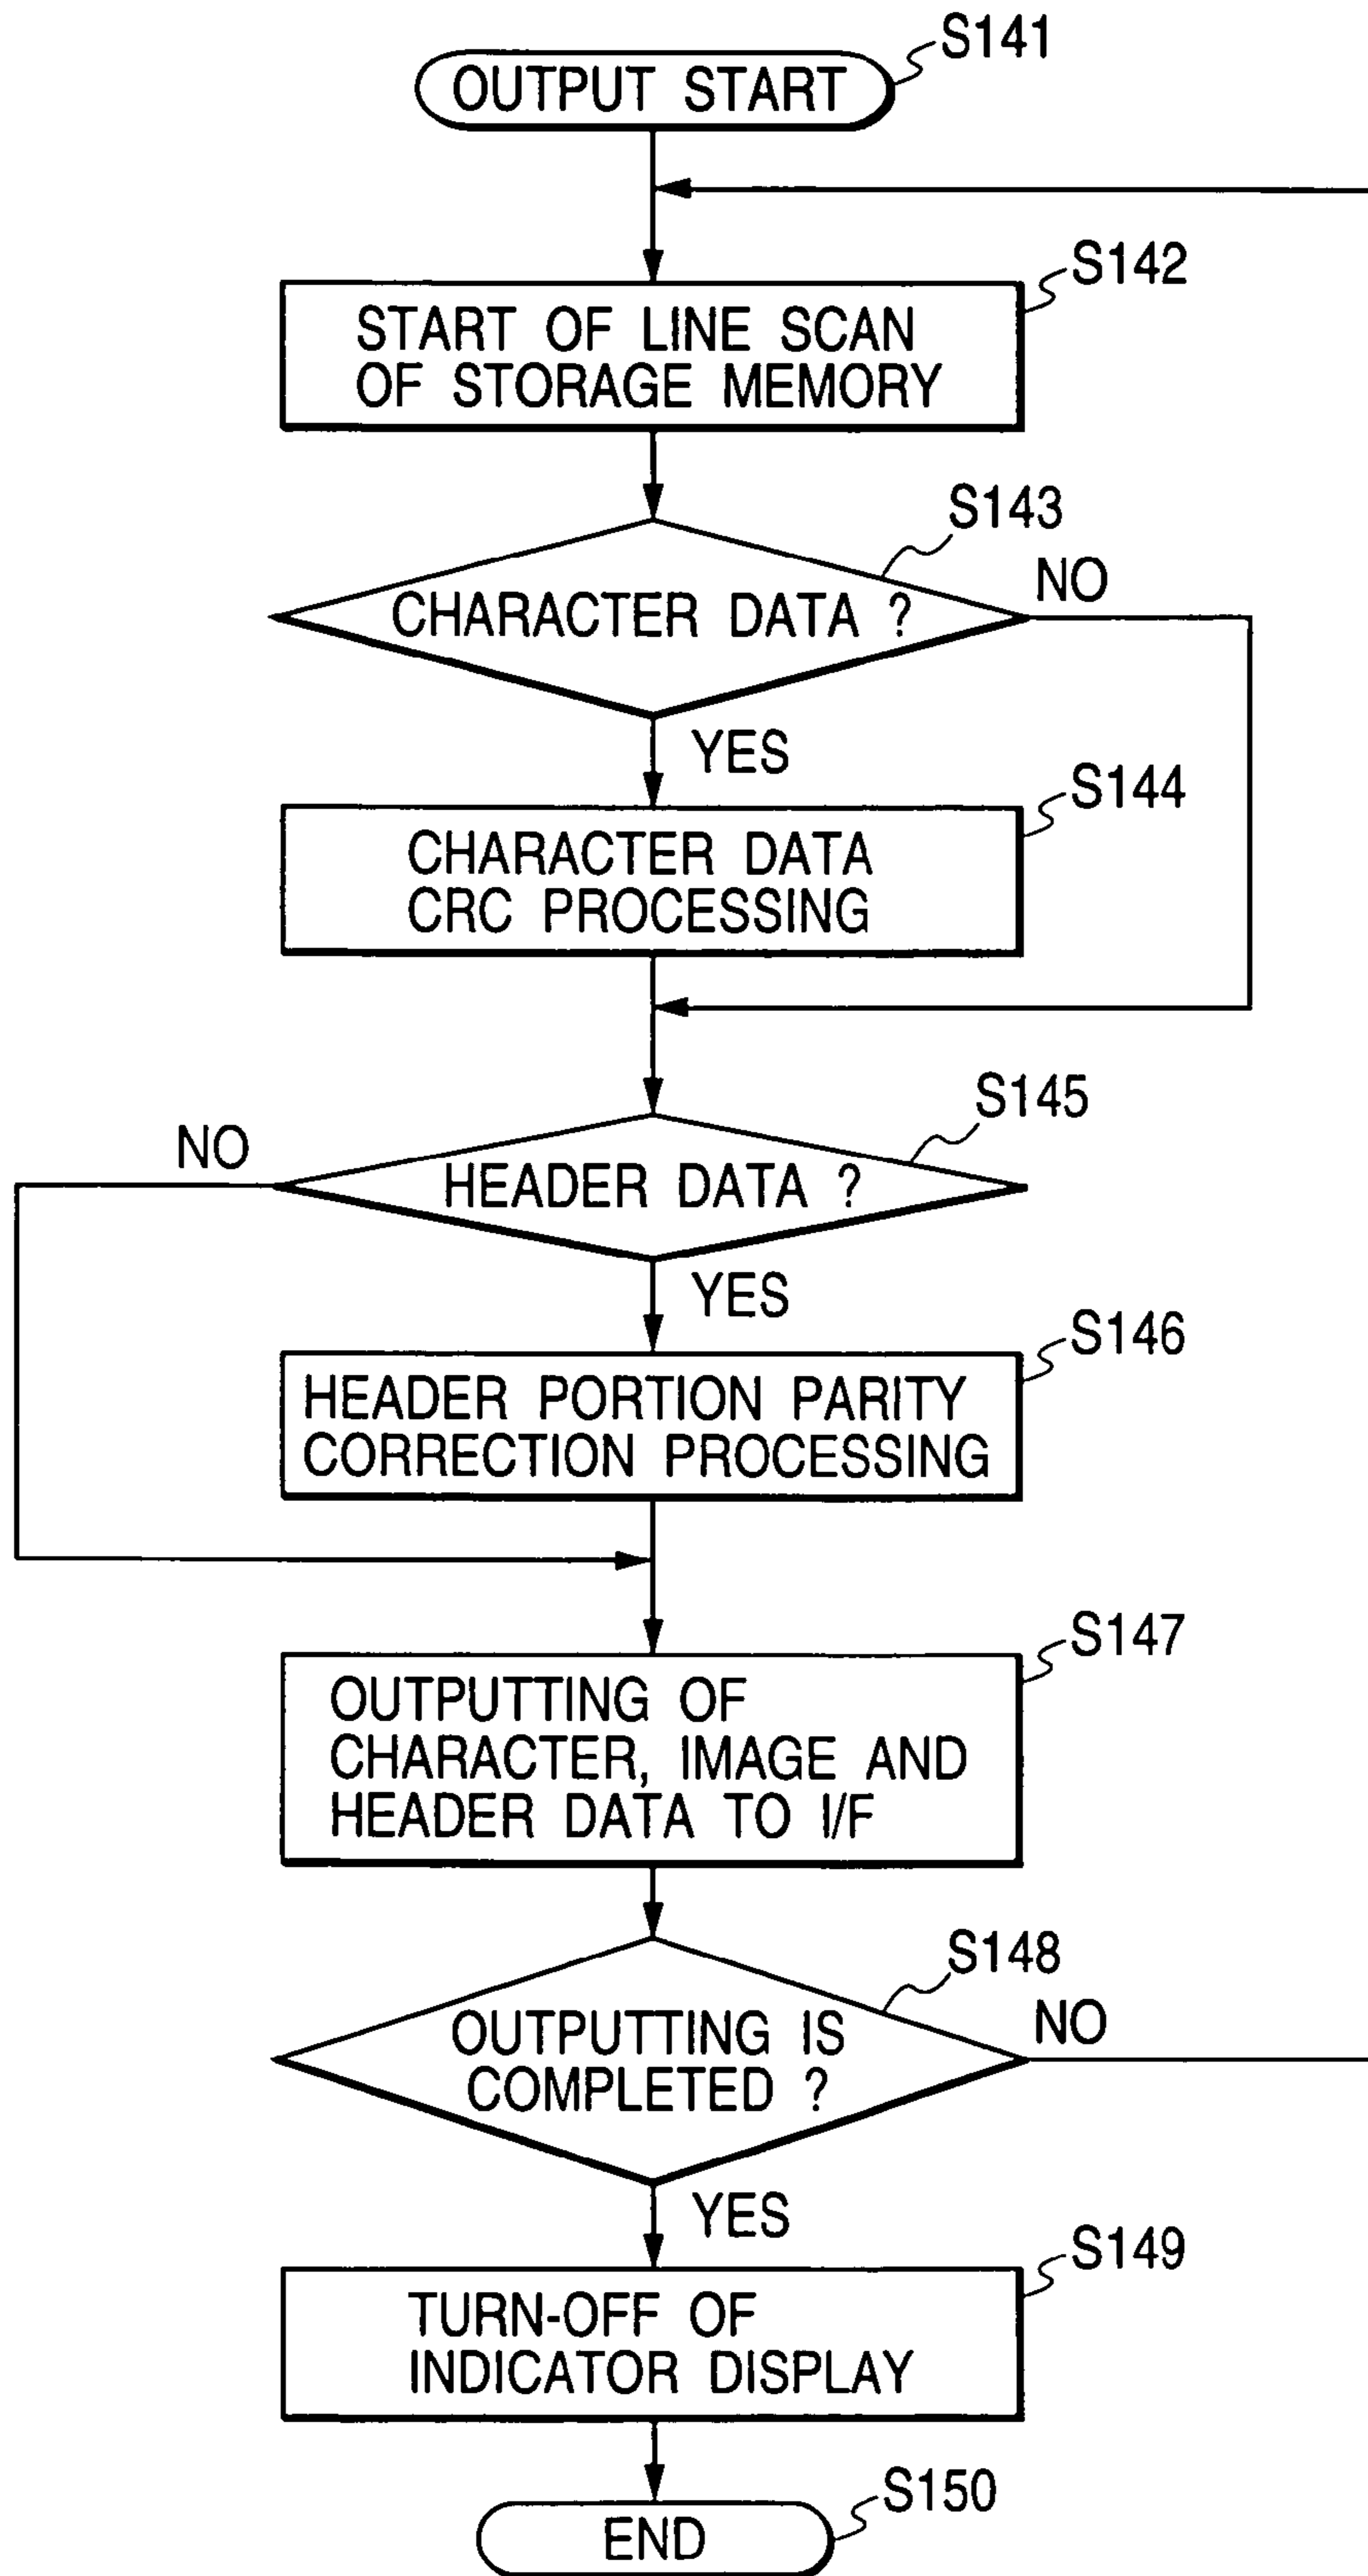 S141
OUTPUT START
S142
START OF LINE SCAN
OF STORAGE MEMORY
S143
CHARACTER DATA ?
NO
YES
S144
CHARACTER DATA
CRC PROCESSING
S145
NO
HEADER DATA ?
YES
S146
HEADER PORTION PARITY
CORRECTION PROCESSING
S147
OUTPUTTING OF
CHARACTER, IMAGE AND
HEADER DATA TO I/F
S148
NO
OUTPUTTING IS
COMPLETED ?
YES
S149
TURN-OFF OF
INDICATOR DISPLAY
S150
END